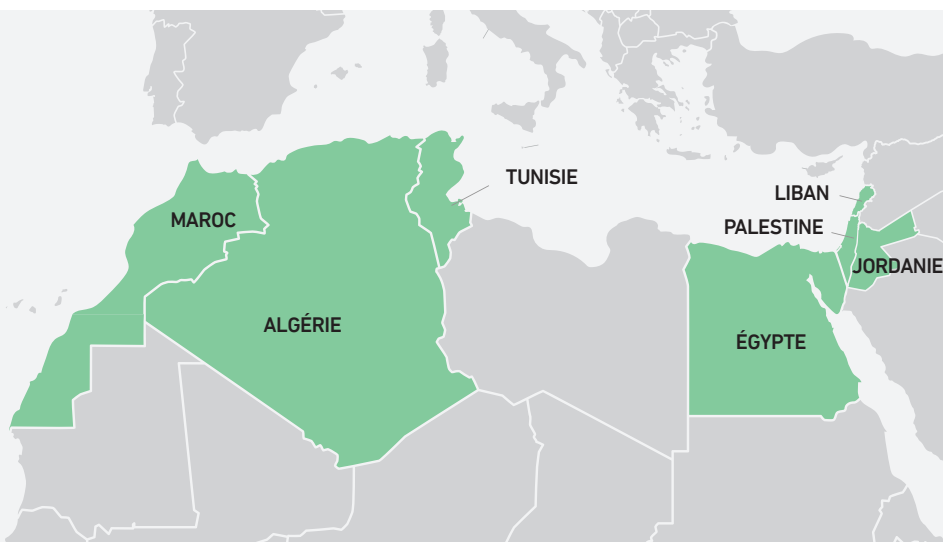 TUNISIE
LIBAN
MAROC
PALESTINE
JORDANIE
ALGÉRIE
ÉGYPTE